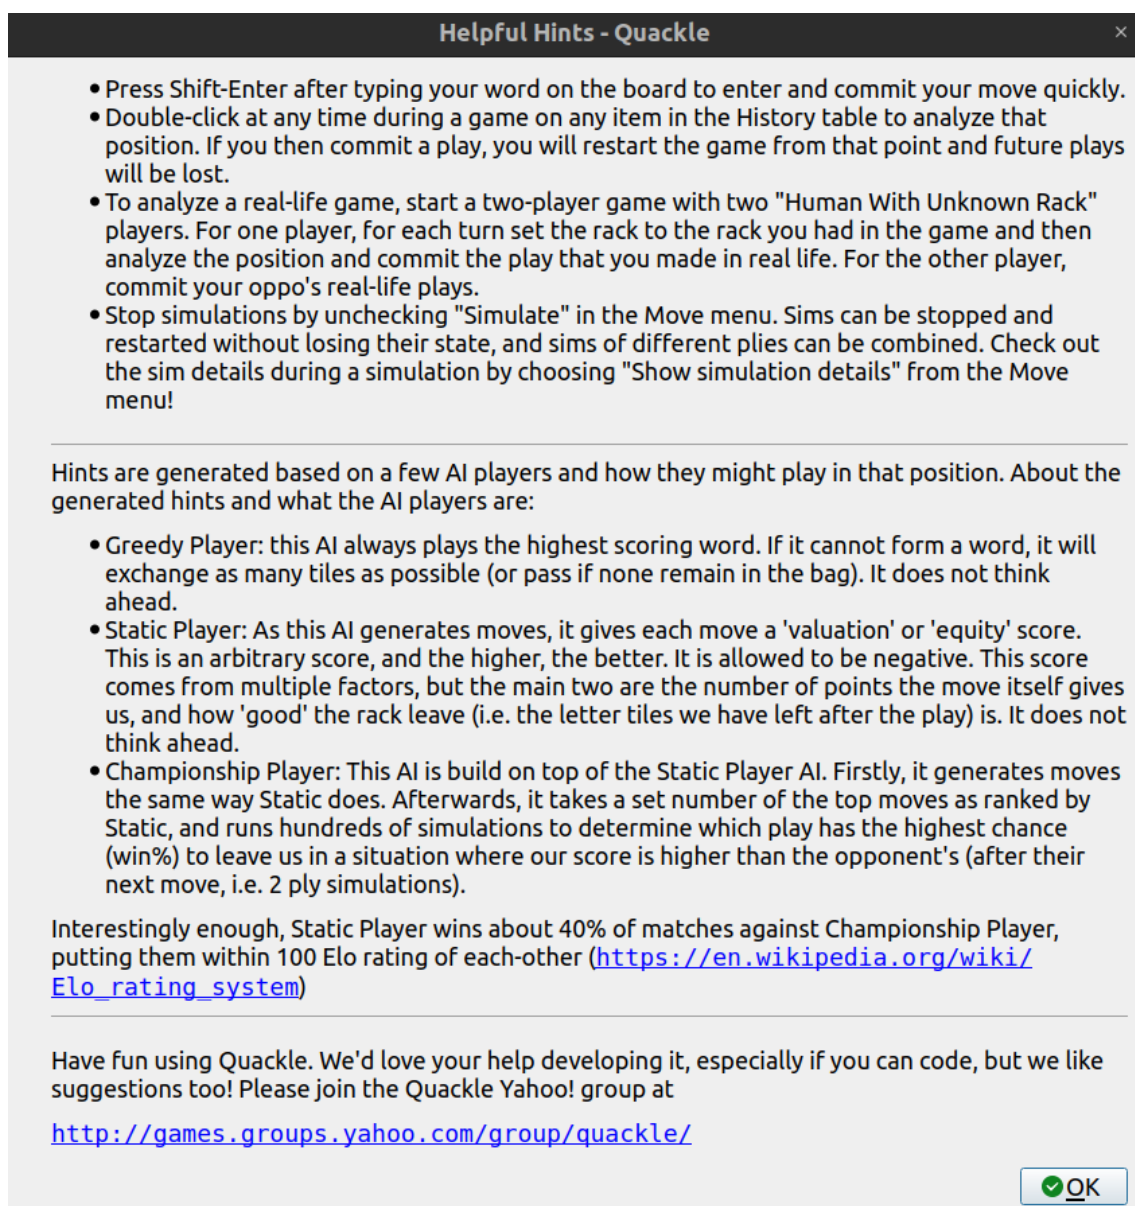 Helpful Hints - Quackle ×
• Press Shift-Enter after typing your word on the board to enter and commit your move quickly.
• Double-click at any time during a game on any item in the History table to analyze that
position. If you then commit a play, you will restart the game from that point and future plays
will be lost.
• To analyze a real-life game, start a two-player game with two "Human With Unknown Rack"
players. For one player, for each turn set the rack to the rack you had in the game and then
analyze the position and commit the play that you made in real life. For the other player,
commit your oppo's real-life plays.
• Stop simulations by unchecking "Simulate" in the Move menu. Sims can be stopped and
restarted without losing their state, and sims of different plies can be combined. Check out
the sim details during a simulation by choosing "Show simulation details" from the Move
menu!
Hints are generated based on a few AI players and how they might play in that position. About the
generated hints and what the AI players are:
• Greedy Player: this AI always plays the highest scoring word. If it cannot form a word, it will
exchange as many tiles as possible (or pass if none remain in the bag). It does not think
ahead.
• Static Player: As this AI generates moves, it gives each move a 'valuation' or 'equity' score.
This is an arbitrary score, and the higher, the better. It is allowed to be negative. This score
comes from multiple factors, but the main two are the number of points the move itself gives
us, and how 'good' the rack leave (i.e. the letter tiles we have left after the play) is. It does not
think ahead.
• Championship Player: This AI is build on top of the Static Player AI. Firstly, it generates moves
the same way Static does. Afterwards, it takes a set number of the top moves as ranked by
Static, and runs hundreds of simulations to determine which play has the highest chance
(win%) to leave us in a situation where our score is higher than the opponent's (after their
next move, i.e. 2 ply simulations).
Interestingly enough, Static Player wins about 40% of matches against Championship Player,
putting them within 100 Elo rating of each-other (https://en.wikipedia.org/wiki/
Elo_rating_system)
Have fun using Quackle. We'd love your help developing it, especially if you can code, but we like
suggestions too! Please join the Quackle Yahoo! group at
http://games.groups.yahoo.com/group/quackle/
OK